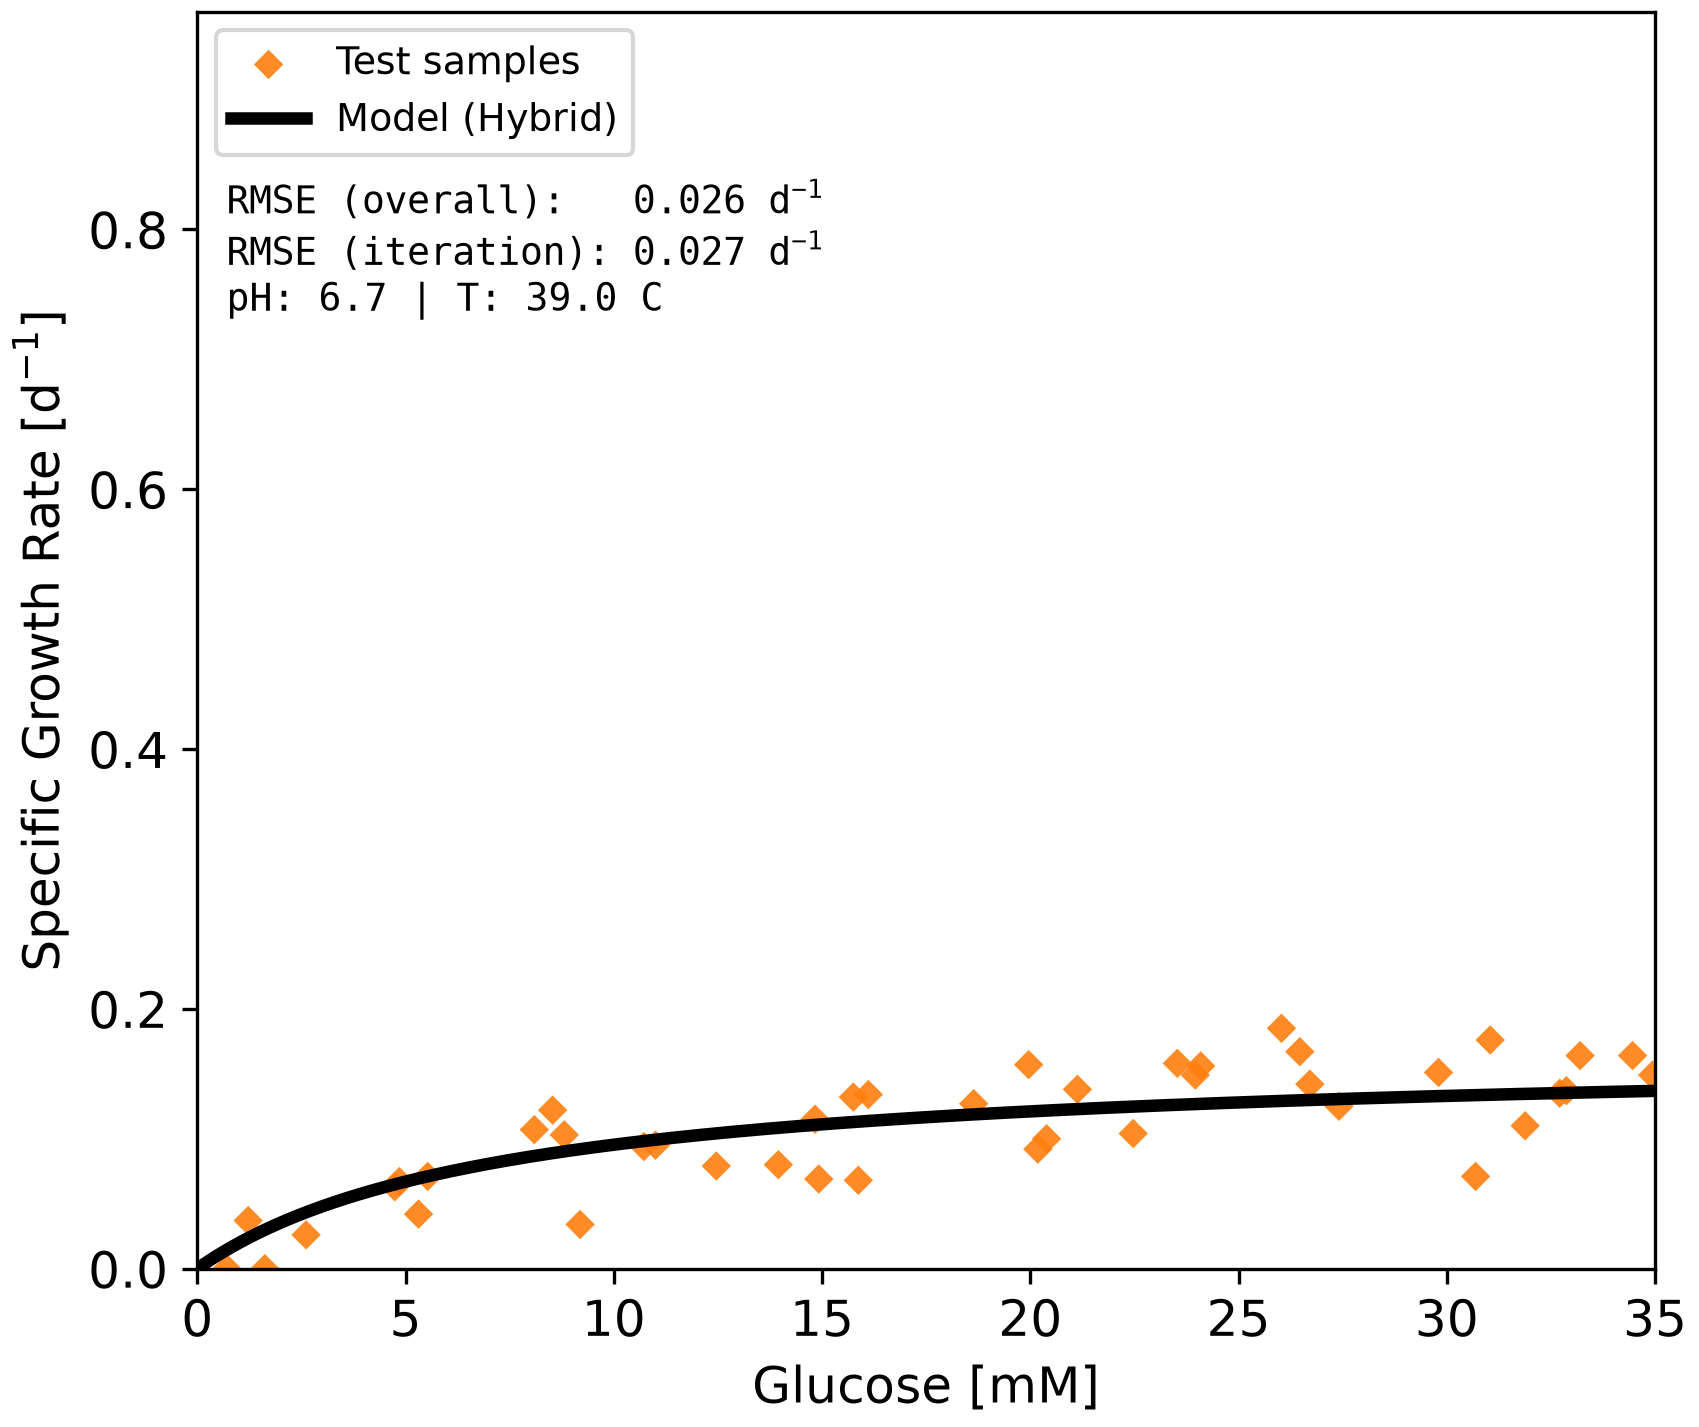 Test samples
Model (Hybrid)
RMSE (overall):   0.026 d⁻¹
RMSE (iteration): 0.027 d⁻¹
pH: 6.7 | T: 39.0 C
0.8
0.6
0.4
0.2
0.0
Specific Growth Rate [d⁻¹]
0 5 10 15 20 25 30 35
Glucose [mM]